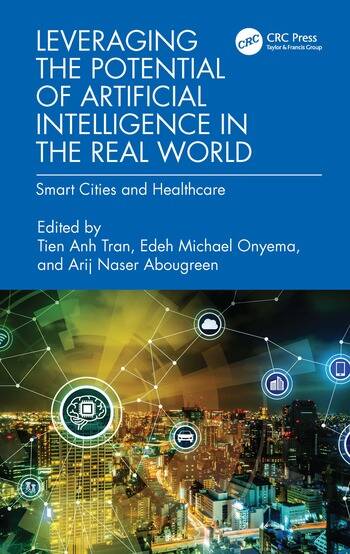 LEVERAGING
THE POTENTIAL
OF ARTIFICIAL
INTELLIGENCE IN
THE REAL WORLD
CRC
CRC Press
Taylor & Francis Group
Smart Cities and Healthcare
Edited by
Tien Anh Tran, Edeh Michael Onyema,
and Arij Naser Abougreen